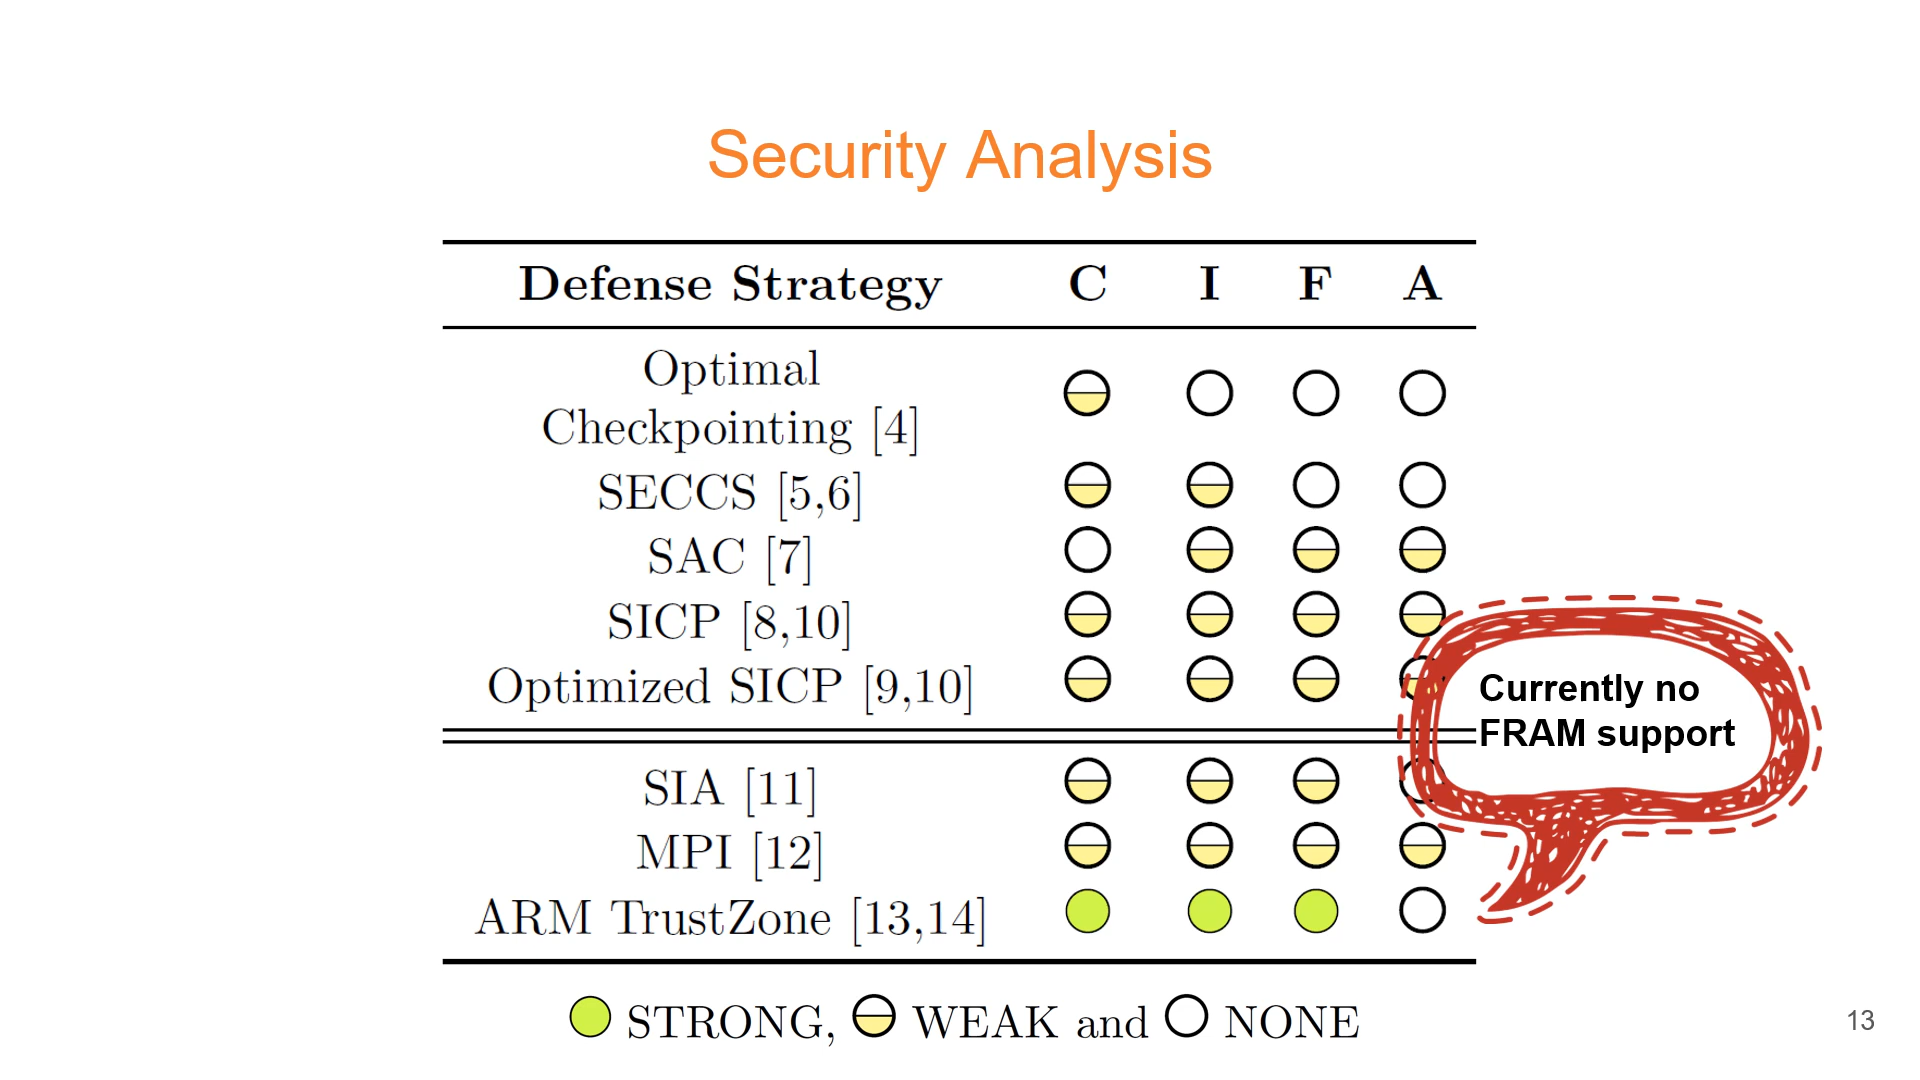 Security Analysis
Defense Strategy C I F A
Optimal
Checkpointing [4]
SECCS [5,6]
SAC [7]
SICP [8,10]
Optimized SICP [9,10]
Currently no
FRAM support
SIA [11]
MPI [12]
ARM TrustZone [13,14]
STRONG, WEAK and NONE
13